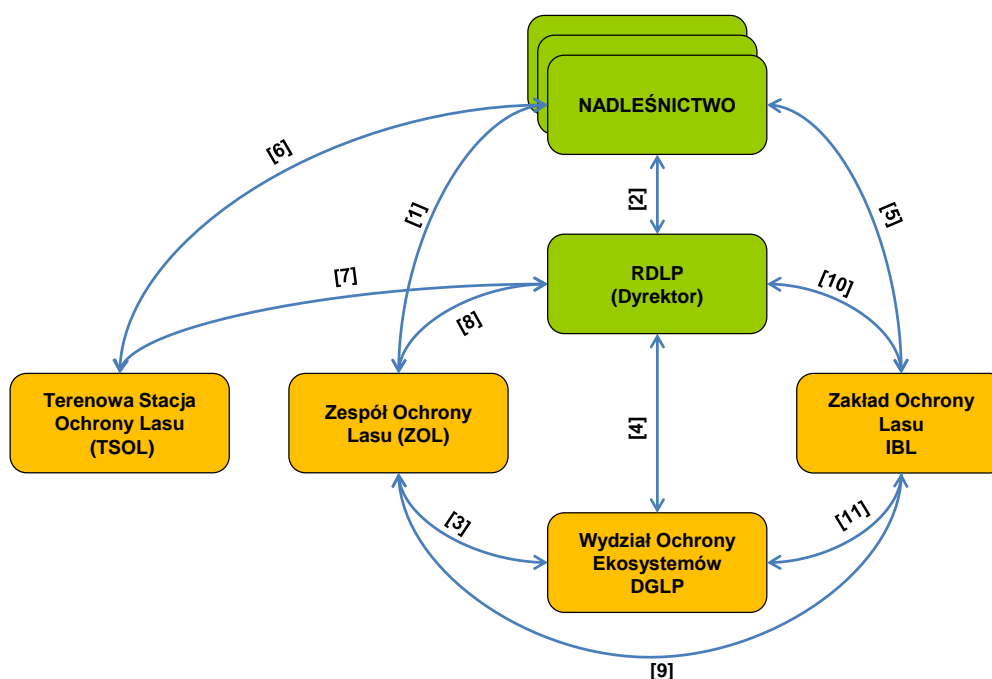 NADLEŚNICTWO
[6]
[1]
[2]
[5]
RDLP
(Dyrektor)
[7]
[10]
[8]
Terenowa Stacja
Ochrony Lasu
(TSOL)
Zespół Ochrony
Lasu (ZOL)
[4]
Zakład Ochrony
Lasu
IBL
[3]
[11]
Wydział Ochrony
Ekosystemów
DGLP
[9]